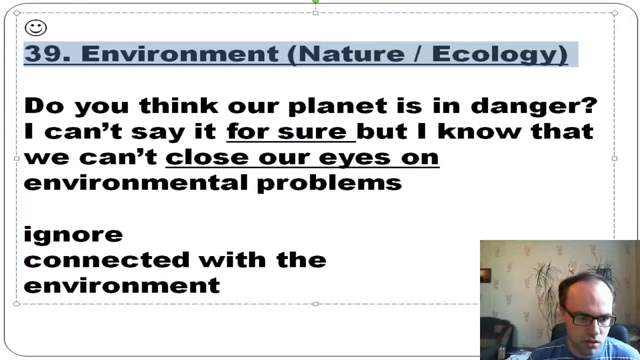 39. Environment (Nature / Ecology)
Do you think our planet is in danger?
I can't say it for sure but I know that
we can't close our eyes on
environmental problems
ignore
connected with the
environment